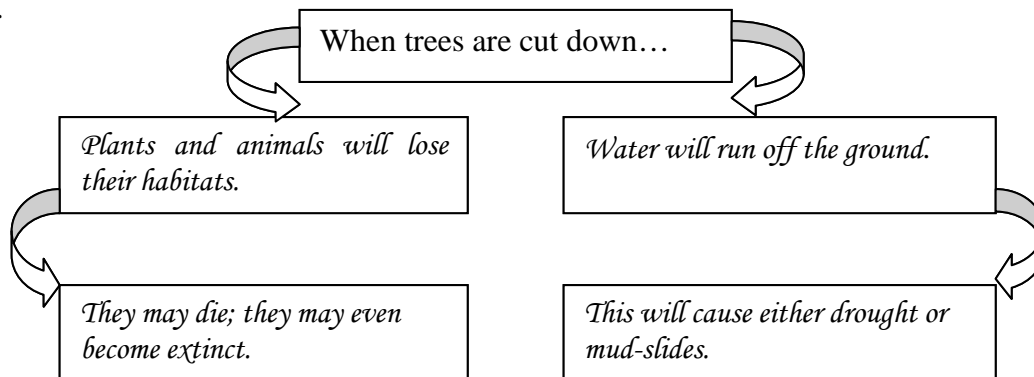 When trees are cut down…
Plants and animals will lose
their habitats.
Water will run off the ground.
They may die; they may even
become extinct.
This will cause either drought or
mud-slides.